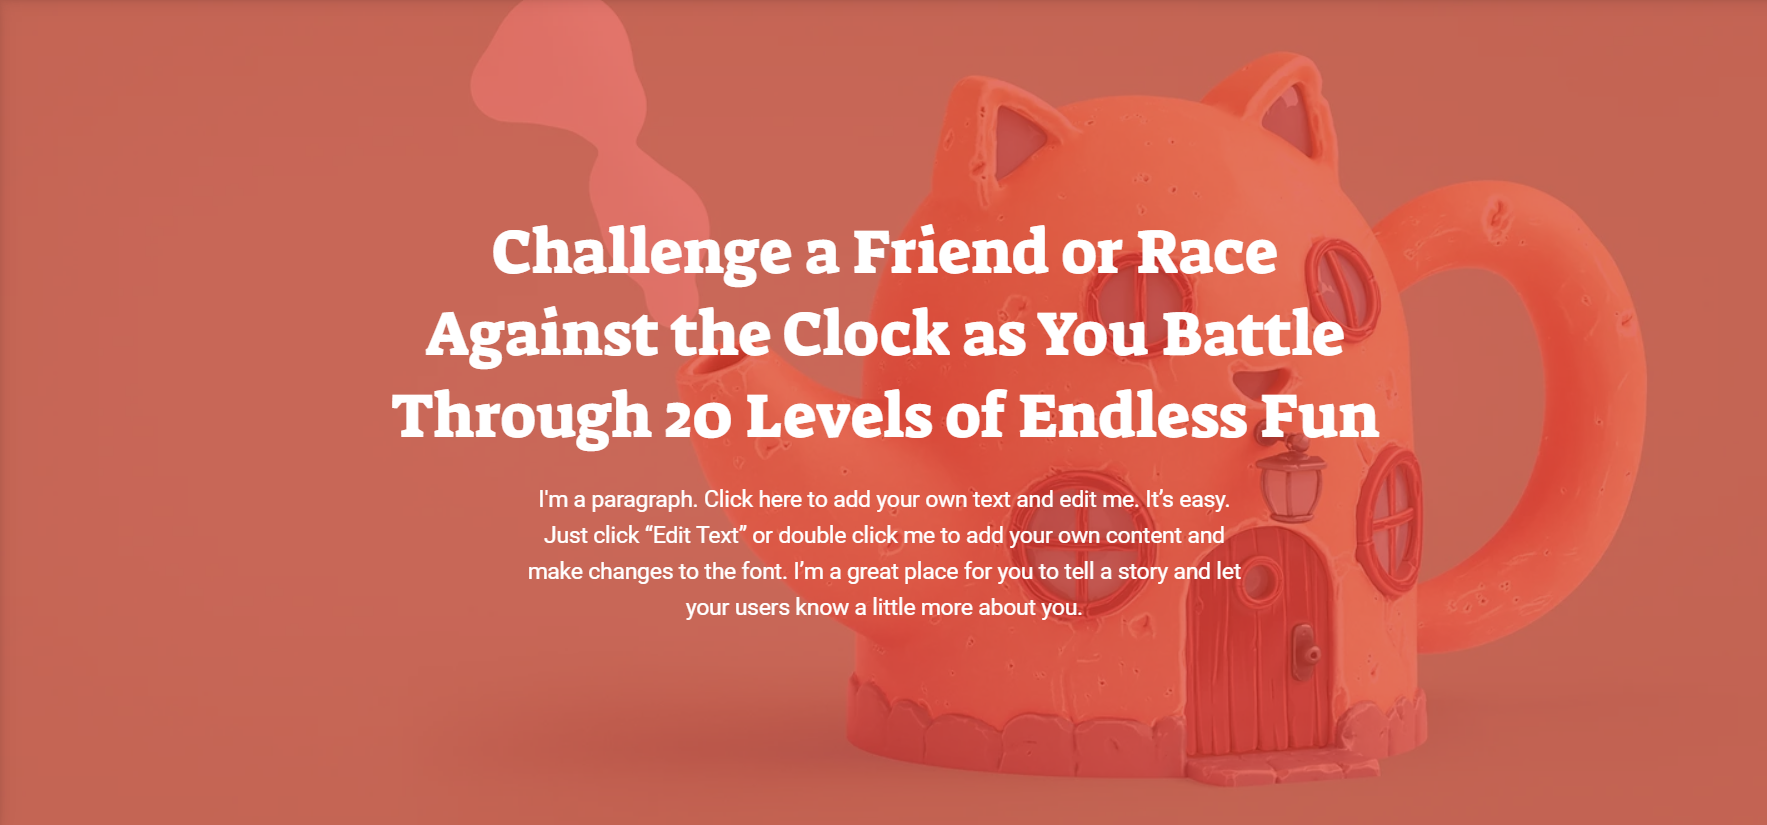 Challenge a Friend or Race
Against the Clock as You Battle
Through 20 Levels of Endless Fun
I'm a paragraph. Click here to add your own text and edit me. It’s easy.
Just click “Edit Text” or double click me to add your own content and
make changes to the font. I’m a great place for you to tell a story and let
your users know a little more about you.